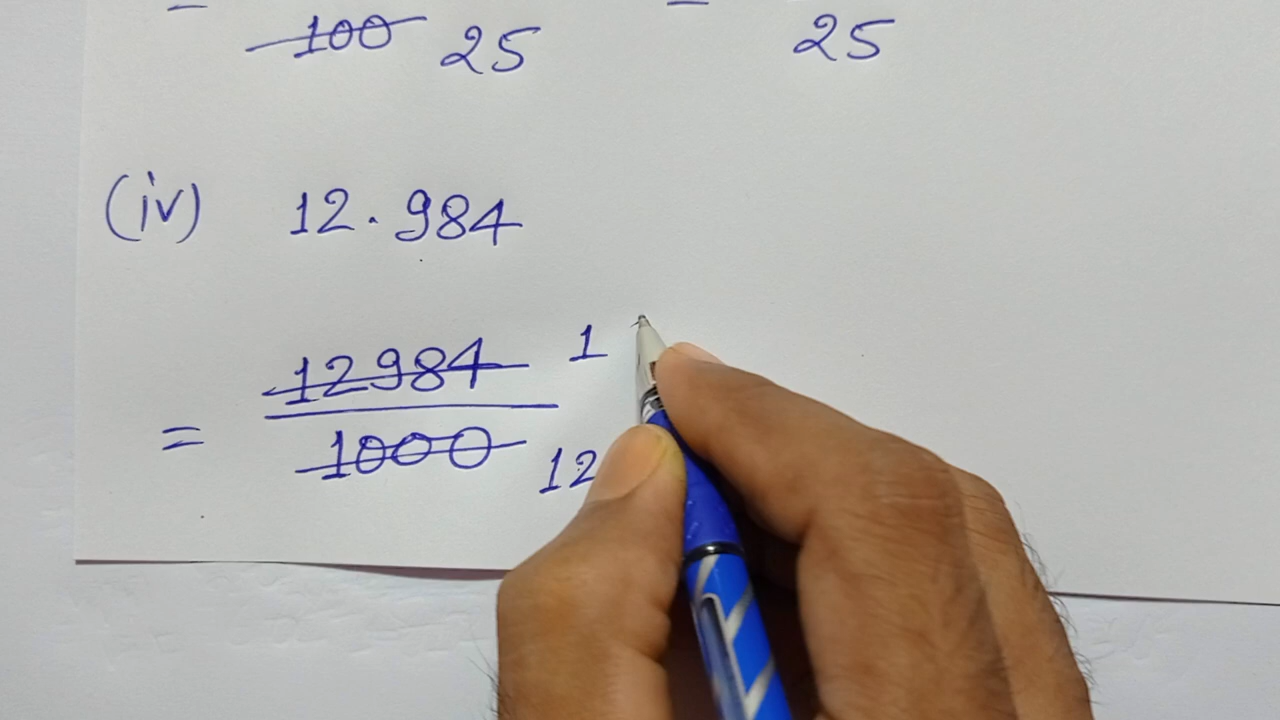 = 100 25 = 25
(iv) 12.984
= 12984 1
1000 12